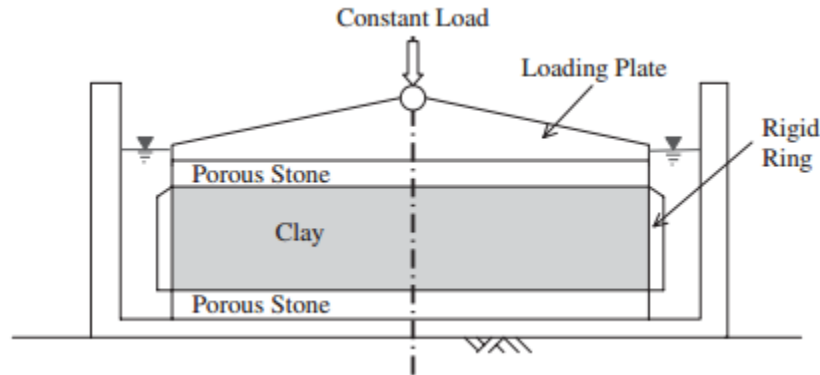 Constant Load
Loading Plate
Rigid
Ring
Porous Stone
Clay
Porous Stone